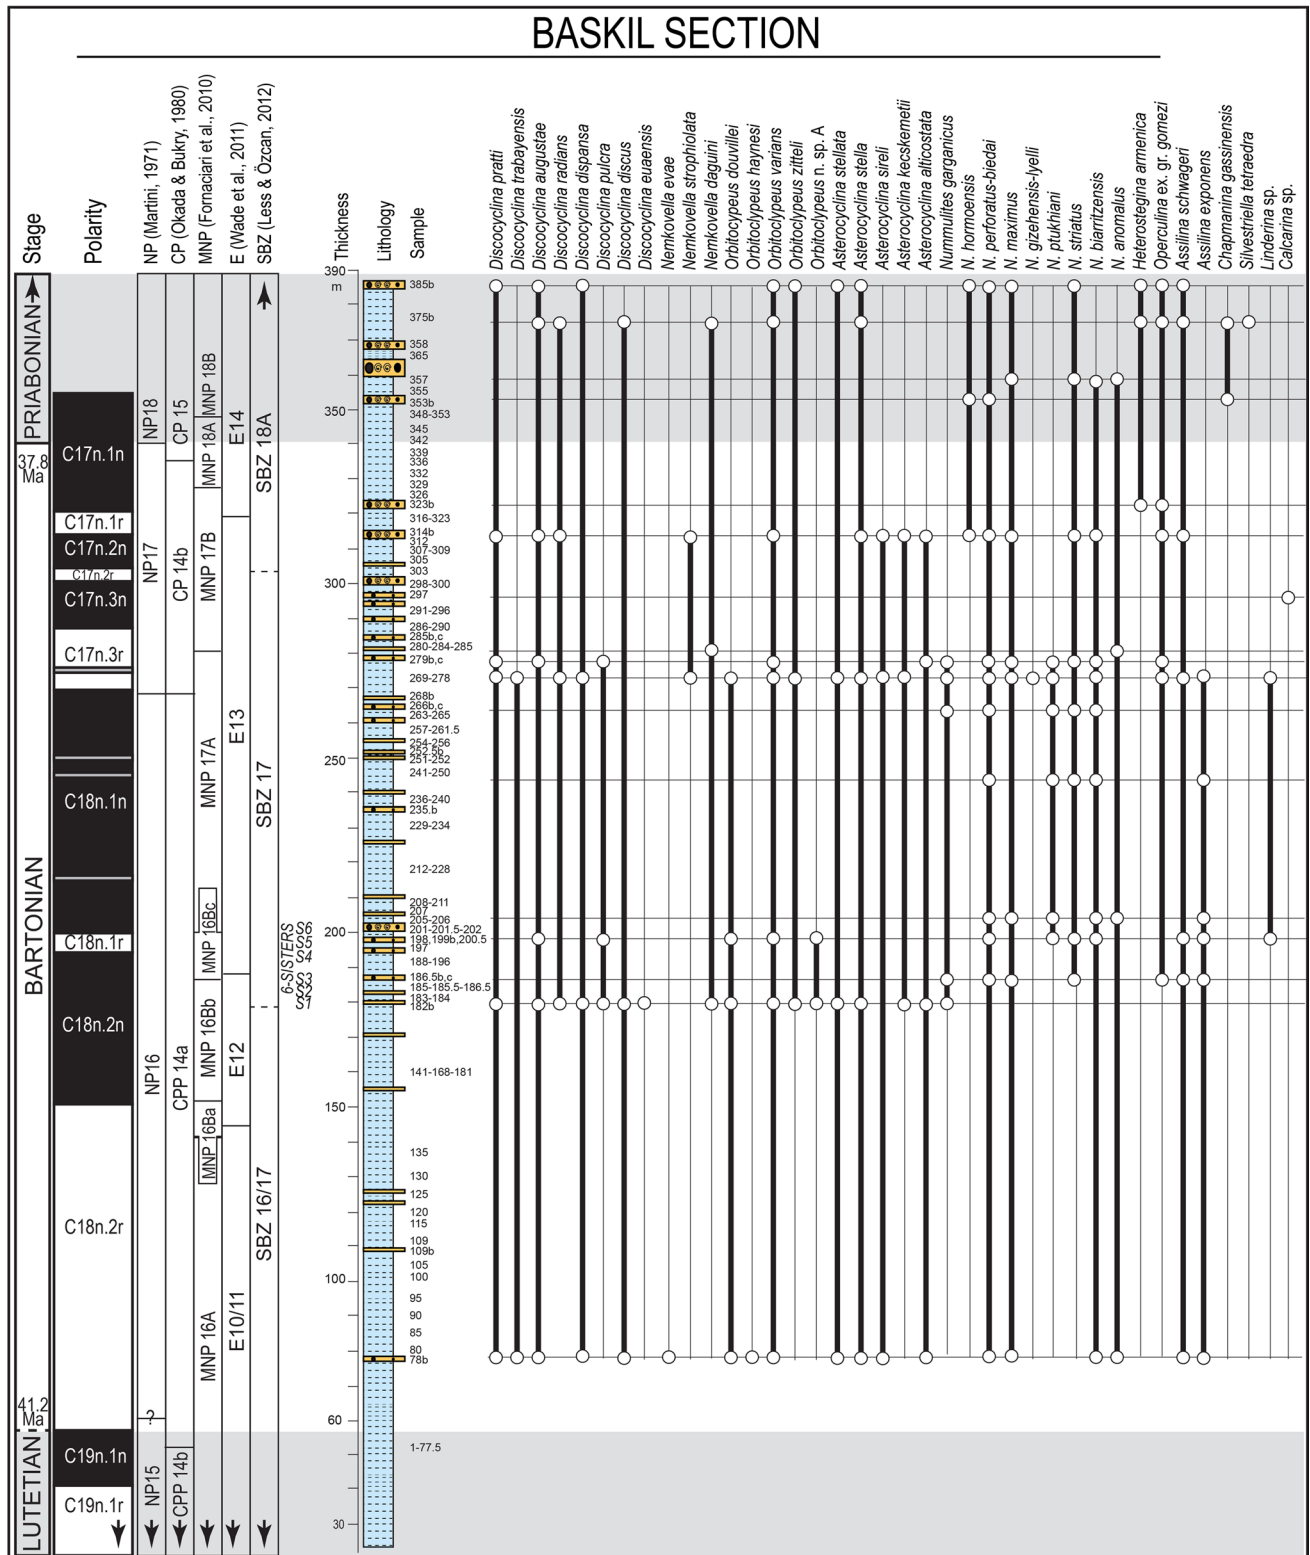 BASKIL SECTION
Stage
Polarity
NP (Martini, 1971)
CP (Okada & Bukry, 1980)
MNP (Fornaciari et al., 2010)
E (Wade et al., 2011)
SBZ (Less & Özcan, 2012)
Thickness
Lithology
Sample
Discocyclina pratti
Discocyclina trabayensis
Discocyclina augustae
Discocyclina radians
Discocyclina dispansa
Discocyclina pulcra
Discocyclina discus
Discocyclina euaensis
Nemkovella evae
Nemkovella strophiolata
Nemkovella daguini
Orbitoclypeus douvillei
Orbitoclypeus haynesi
Orbitoclypeus varians
Orbitoclypeus zitteli
Orbitoclypeus n. sp. A
Asterocyclina stellata
Asterocyclina stella
Asterocyclina sireli
Asterocyclina kecskemetii
Asterocyclina alticostata
Nummulites garganicus
N. hormoensis
N. perforatus-biedai
N. maximus
N. gizehensis-lyelli
N. ptukhiani
N. striatus
N. biarritzensis
N. anomalus
Heterostegina armenica
Operculina ex. gr. gomezi
Assilina schwageri
Assilina exponens
Chapmanina gassinensis
Silvestriella tetraedra
Linderina sp.
Calcarina sp.
PRIABONIAN
37.8
Ma
BARTONIAN
41.2
Ma
LUTETIAN
C17n.1n
C17n.1r
C17n.2n
C17n.2r
C17n.3n
C17n.3r
C18n.1n
C18n.1r
C18n.2n
C18n.2r
C19n.1n
C19n.1r
NP18
NP17
NP16
?
NP15
CP 15
CP 14b
CPP 14a
CPP 14b
MNP 18B
MNP 18A
MNP 17B
MNP 17A
MNP 16Bc
MNP 16Bb
MNP 16Ba
MNP 16A
E14
E13
E12
E10/11
SBZ 18A
SBZ 17
SBZ 16/17
6-SISTERS
S6
S5
S4
S3
S2
S1
390
m
350
300
250
200
150
100
60
30
385b
375b
358
365
357
355
353b
348-353
345
342
339
336
332
329
326
323b
316-323
314b
312
307-309
305
303
298-300
297
291-296
286-290
285b,c
280-284-285
279b,c
269-278
268b
266b,c
263-265
257-261.5
254-256
252.5b
251-252
241-250
236-240
235.b
229-234
212-228
208-211
207
205-206
201-201.5-202
198,199b,200.5
197
188-196
186.5b,c
185-185.5-186.5
183-184
182b
141-168-181
135
130
125
120
115
109
109b
105
100
95
90
85
80
78b
1-77.5